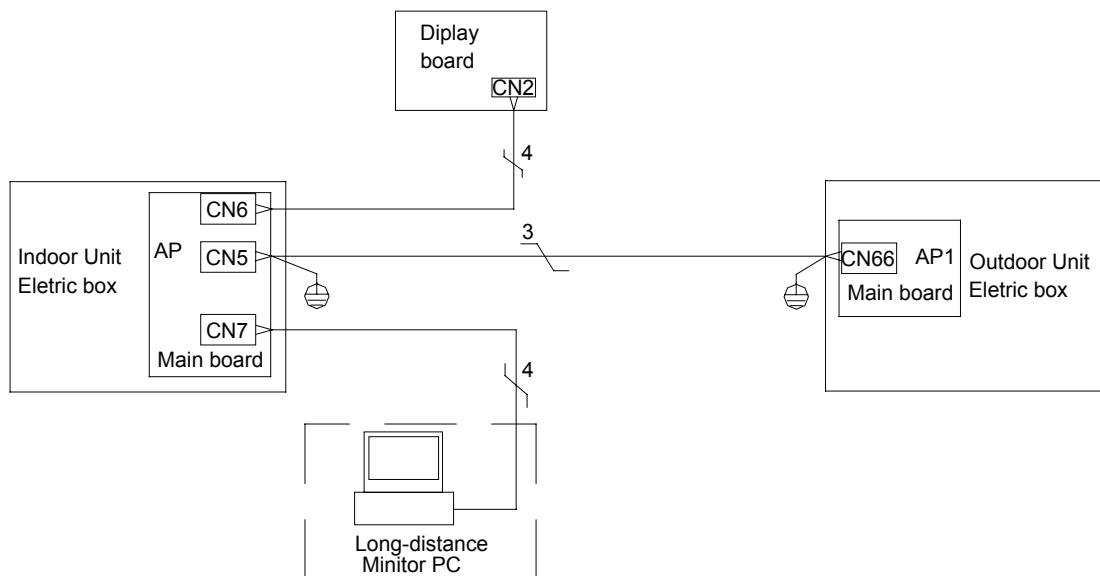 Diplay
board
CN2
4
CN6
AP
CN5
Indoor Unit
Eletric box
CN7
Main board
3
CN66
AP1
Main board
Outdoor Unit
Eletric box
4
Long-distance
Minitor PC